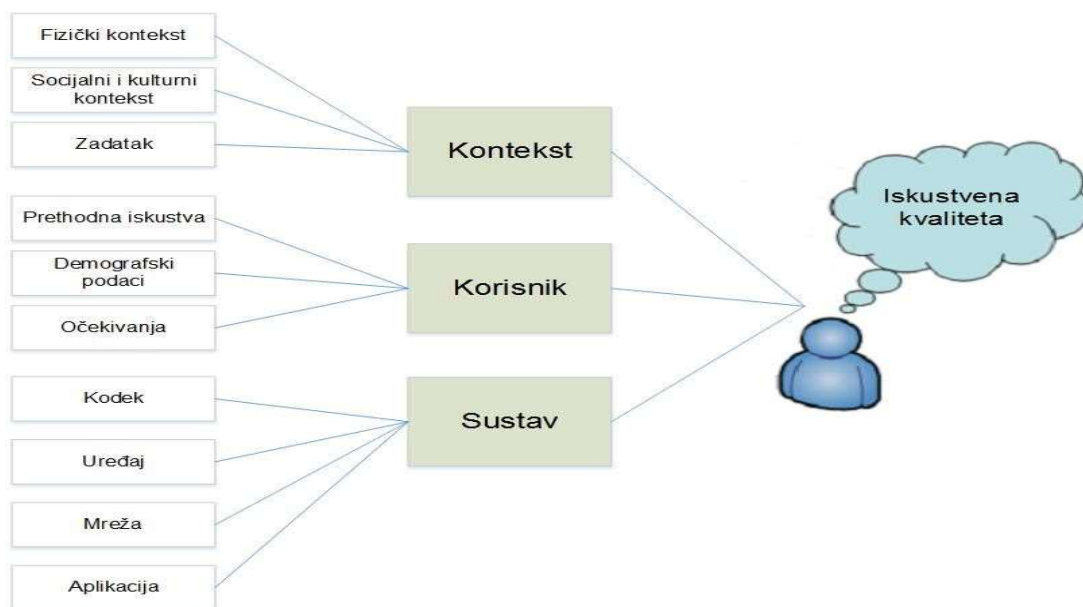 Fizički kontekst
Socijalni i kulturni
kontekst
Zadatak
Prethodna iskustva
Demografski
podaci
Očekivanja
Kodek
Uređaj
Mreža
Aplikacija
Kontekst
Korisnik
Sustav
Iskustvena
kvaliteta